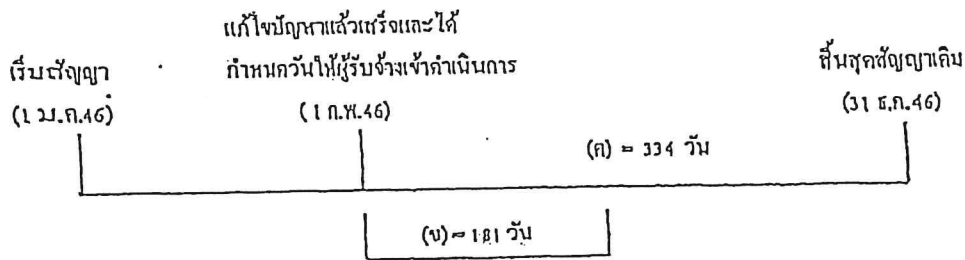 แก้ไขปัญหาแล้วเสร็จและได้
เริ่มสัญญา กำหนดวันให้ผู้รับจ้างเข้าดำเนินการ สิ้นสุดสัญญาเดิม
(1 ม.ค.46) (1 ก.พ.46) (31 ธ.ค.46)
(ค) = 334 วัน
(ข) = 181 วัน